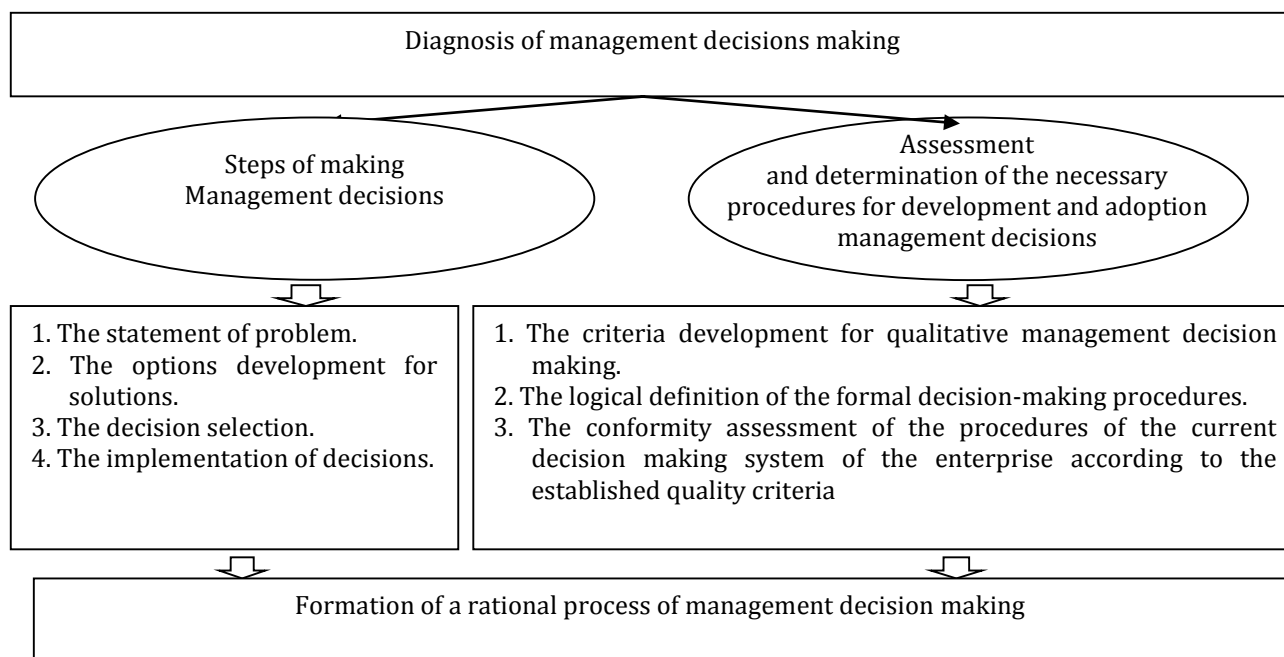 Diagnosis of management decisions making
Steps of making
Management decisions
Assessment
and determination of the necessary
procedures for development and adoption
management decisions
1. The statement of problem.
2. The options development for
solutions.
3. The decision selection.
4. The implementation of decisions.
1. The criteria development for qualitative management decision
making.
2. The logical definition of the formal decision-making procedures.
3. The conformity assessment of the procedures of the current
decision making system of the enterprise according to the
established quality criteria
Formation of a rational process of management decision making